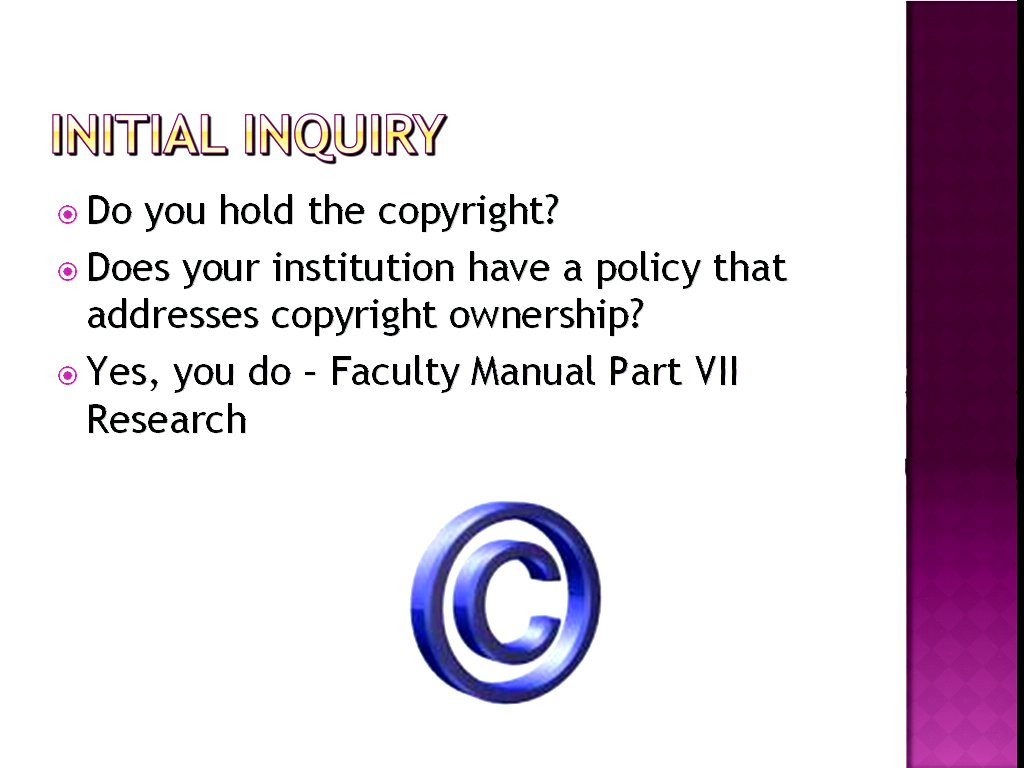 INITIAL INQUIRY
Do you hold the copyright?
Does your institution have a policy that
addresses copyright ownership?
Yes, you do – Faculty Manual Part VII
Research
©